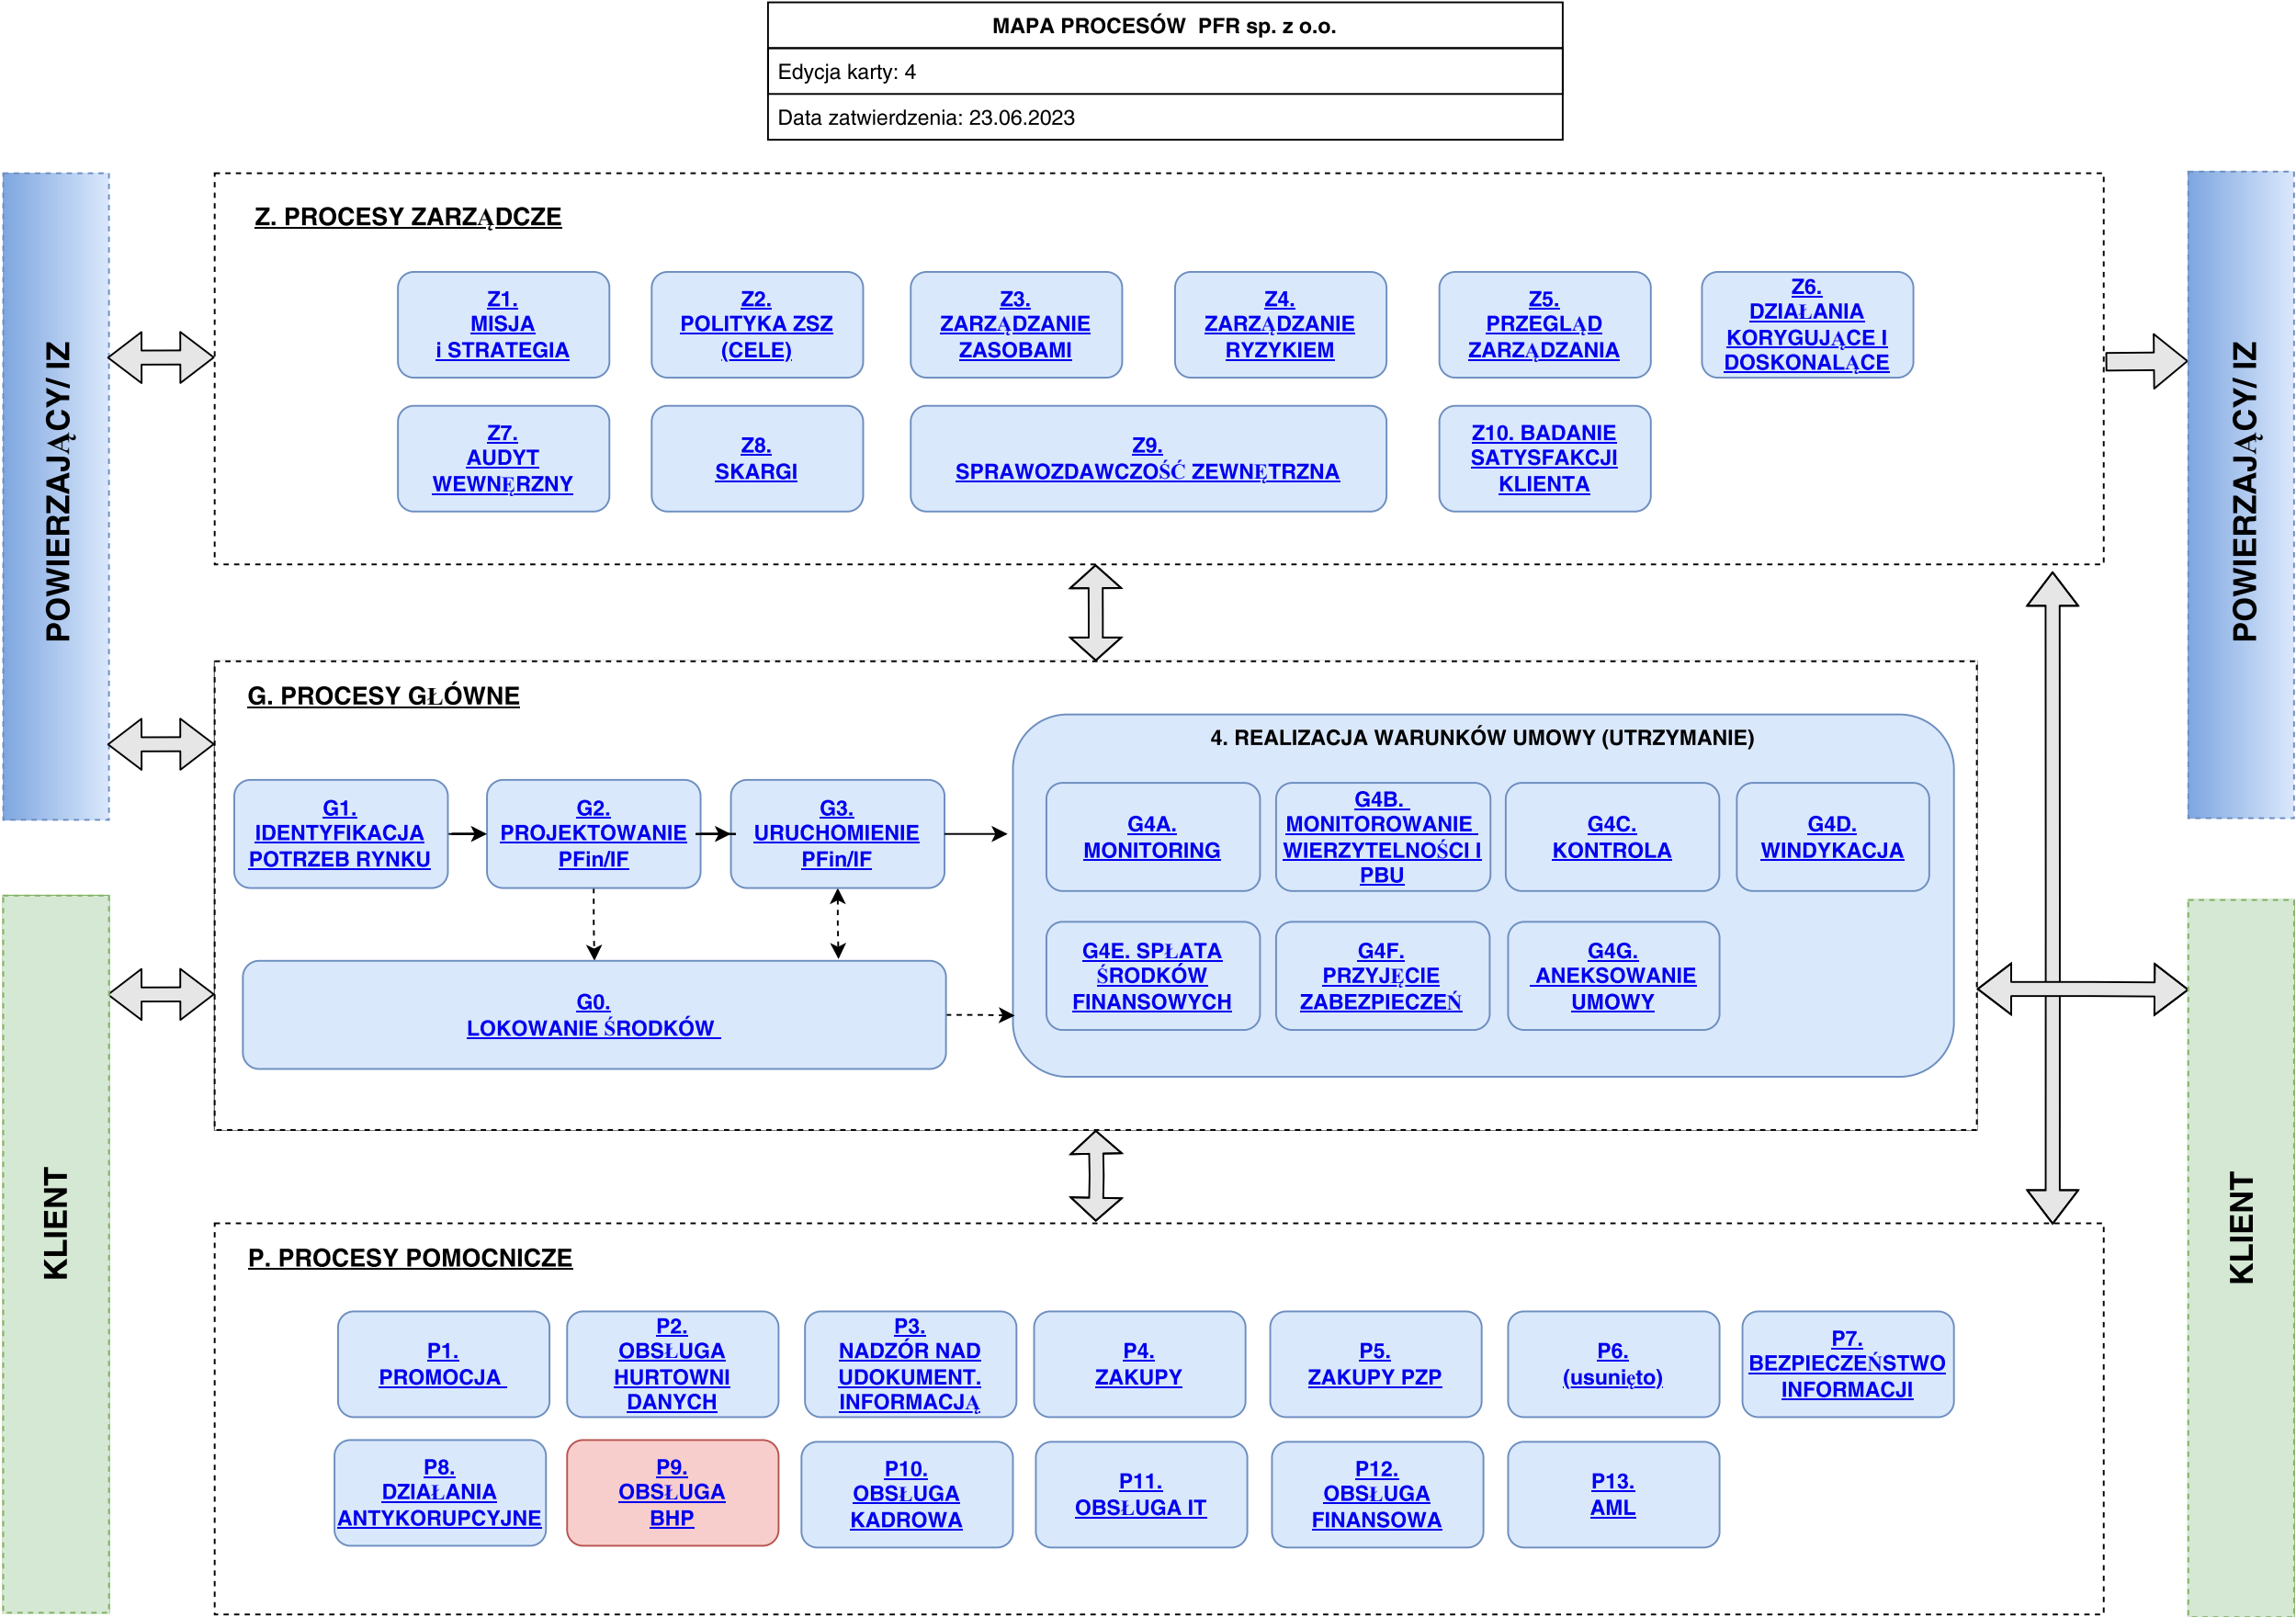 MAPA PROCESÓW  PFR sp. z o.o.
Edycja karty: 4
Data zatwierdzenia: 23.06.2023
POWIERZAJĄCY/ IZ
KLIENT
Z. PROCESY ZARZĄDCZE
Z1.
MISJA
i STRATEGIA
Z2.
POLITYKA ZSZ
(CELE)
Z3.
ZARZĄDZANIE
ZASOBAMI
Z4.
ZARZĄDZANIE
RYZYKIEM
Z5.
PRZEGLĄD
ZARZĄDZANIA
Z6.
DZIAŁANIA
KORYGUJĄCE I
DOSKONALĄCE
Z7.
AUDYT
WEWNĘRZNY
Z8.
SKARGI
Z9.
SPRAWOZDAWCZOŚĆ ZEWNĘTRZNA
Z10. BADANIE
SATYSFAKCJI
KLIENTA
G. PROCESY GŁÓWNE
G1.
IDENTYFIKACJA
POTRZEB RYNKU
G2.
PROJEKTOWANIE
PFin/IF
G3.
URUCHOMIENIE
PFin/IF
G0.
LOKOWANIE ŚRODKÓW
4. REALIZACJA WARUNKÓW UMOWY (UTRZYMANIE)
G4A.
MONITORING
G4B.
MONITOROWANIE
WIERZYTELNOŚCI I
PBU
G4C.
KONTROLA
G4D.
WINDYKACJA
G4E. SPŁATA
ŚRODKÓW
FINANSOWYCH
G4F.
PRZYJĘCIE
ZABEZPIECZEŃ
G4G.
ANEKSOWANIE
UMOWY
P. PROCESY POMOCNICZE
P1.
PROMOCJA
P2.
OBSŁUGA
HURTOWNI
DANYCH
P3.
NADZÓR NAD
UDOKUMENT.
INFORMACJĄ
P4.
ZAKUPY
P5.
ZAKUPY PZP
P6.
(usunięto)
P7.
BEZPIECZEŃSTWO
INFORMACJI
P8.
DZIAŁANIA
ANTYKORUPCYJNE
P9.
OBSŁUGA
BHP
P10.
OBSŁUGA
KADROWA
P11.
OBSŁUGA IT
P12.
OBSŁUGA
FINANSOWA
P13.
AML
POWIERZAJĄCY/ IZ
KLIENT